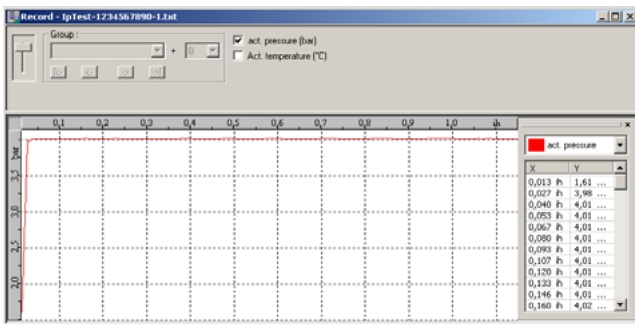 Record - IpTest-1234567890-1.txt
Group :
+ 0
act. pressure (bar)
Act. temperature (°C)
0,1 0,2 0,3 0,4 0,5 0,6 0,7 0,8 0,9 1,0 ih
bar
3,5
3,0
2,5
2,0
act. pressure
X Y
0,013 ih 1,61 ...
0,027 ih 3,98 ...
0,040 ih 4,01 ...
0,053 ih 4,01 ...
0,067 ih 4,01 ...
0,080 ih 4,01 ...
0,093 ih 4,01 ...
0,107 ih 4,01 ...
0,120 ih 4,01 ...
0,133 ih 4,01 ...
0,146 ih 4,01 ...
0,160 ih 4,02 ...